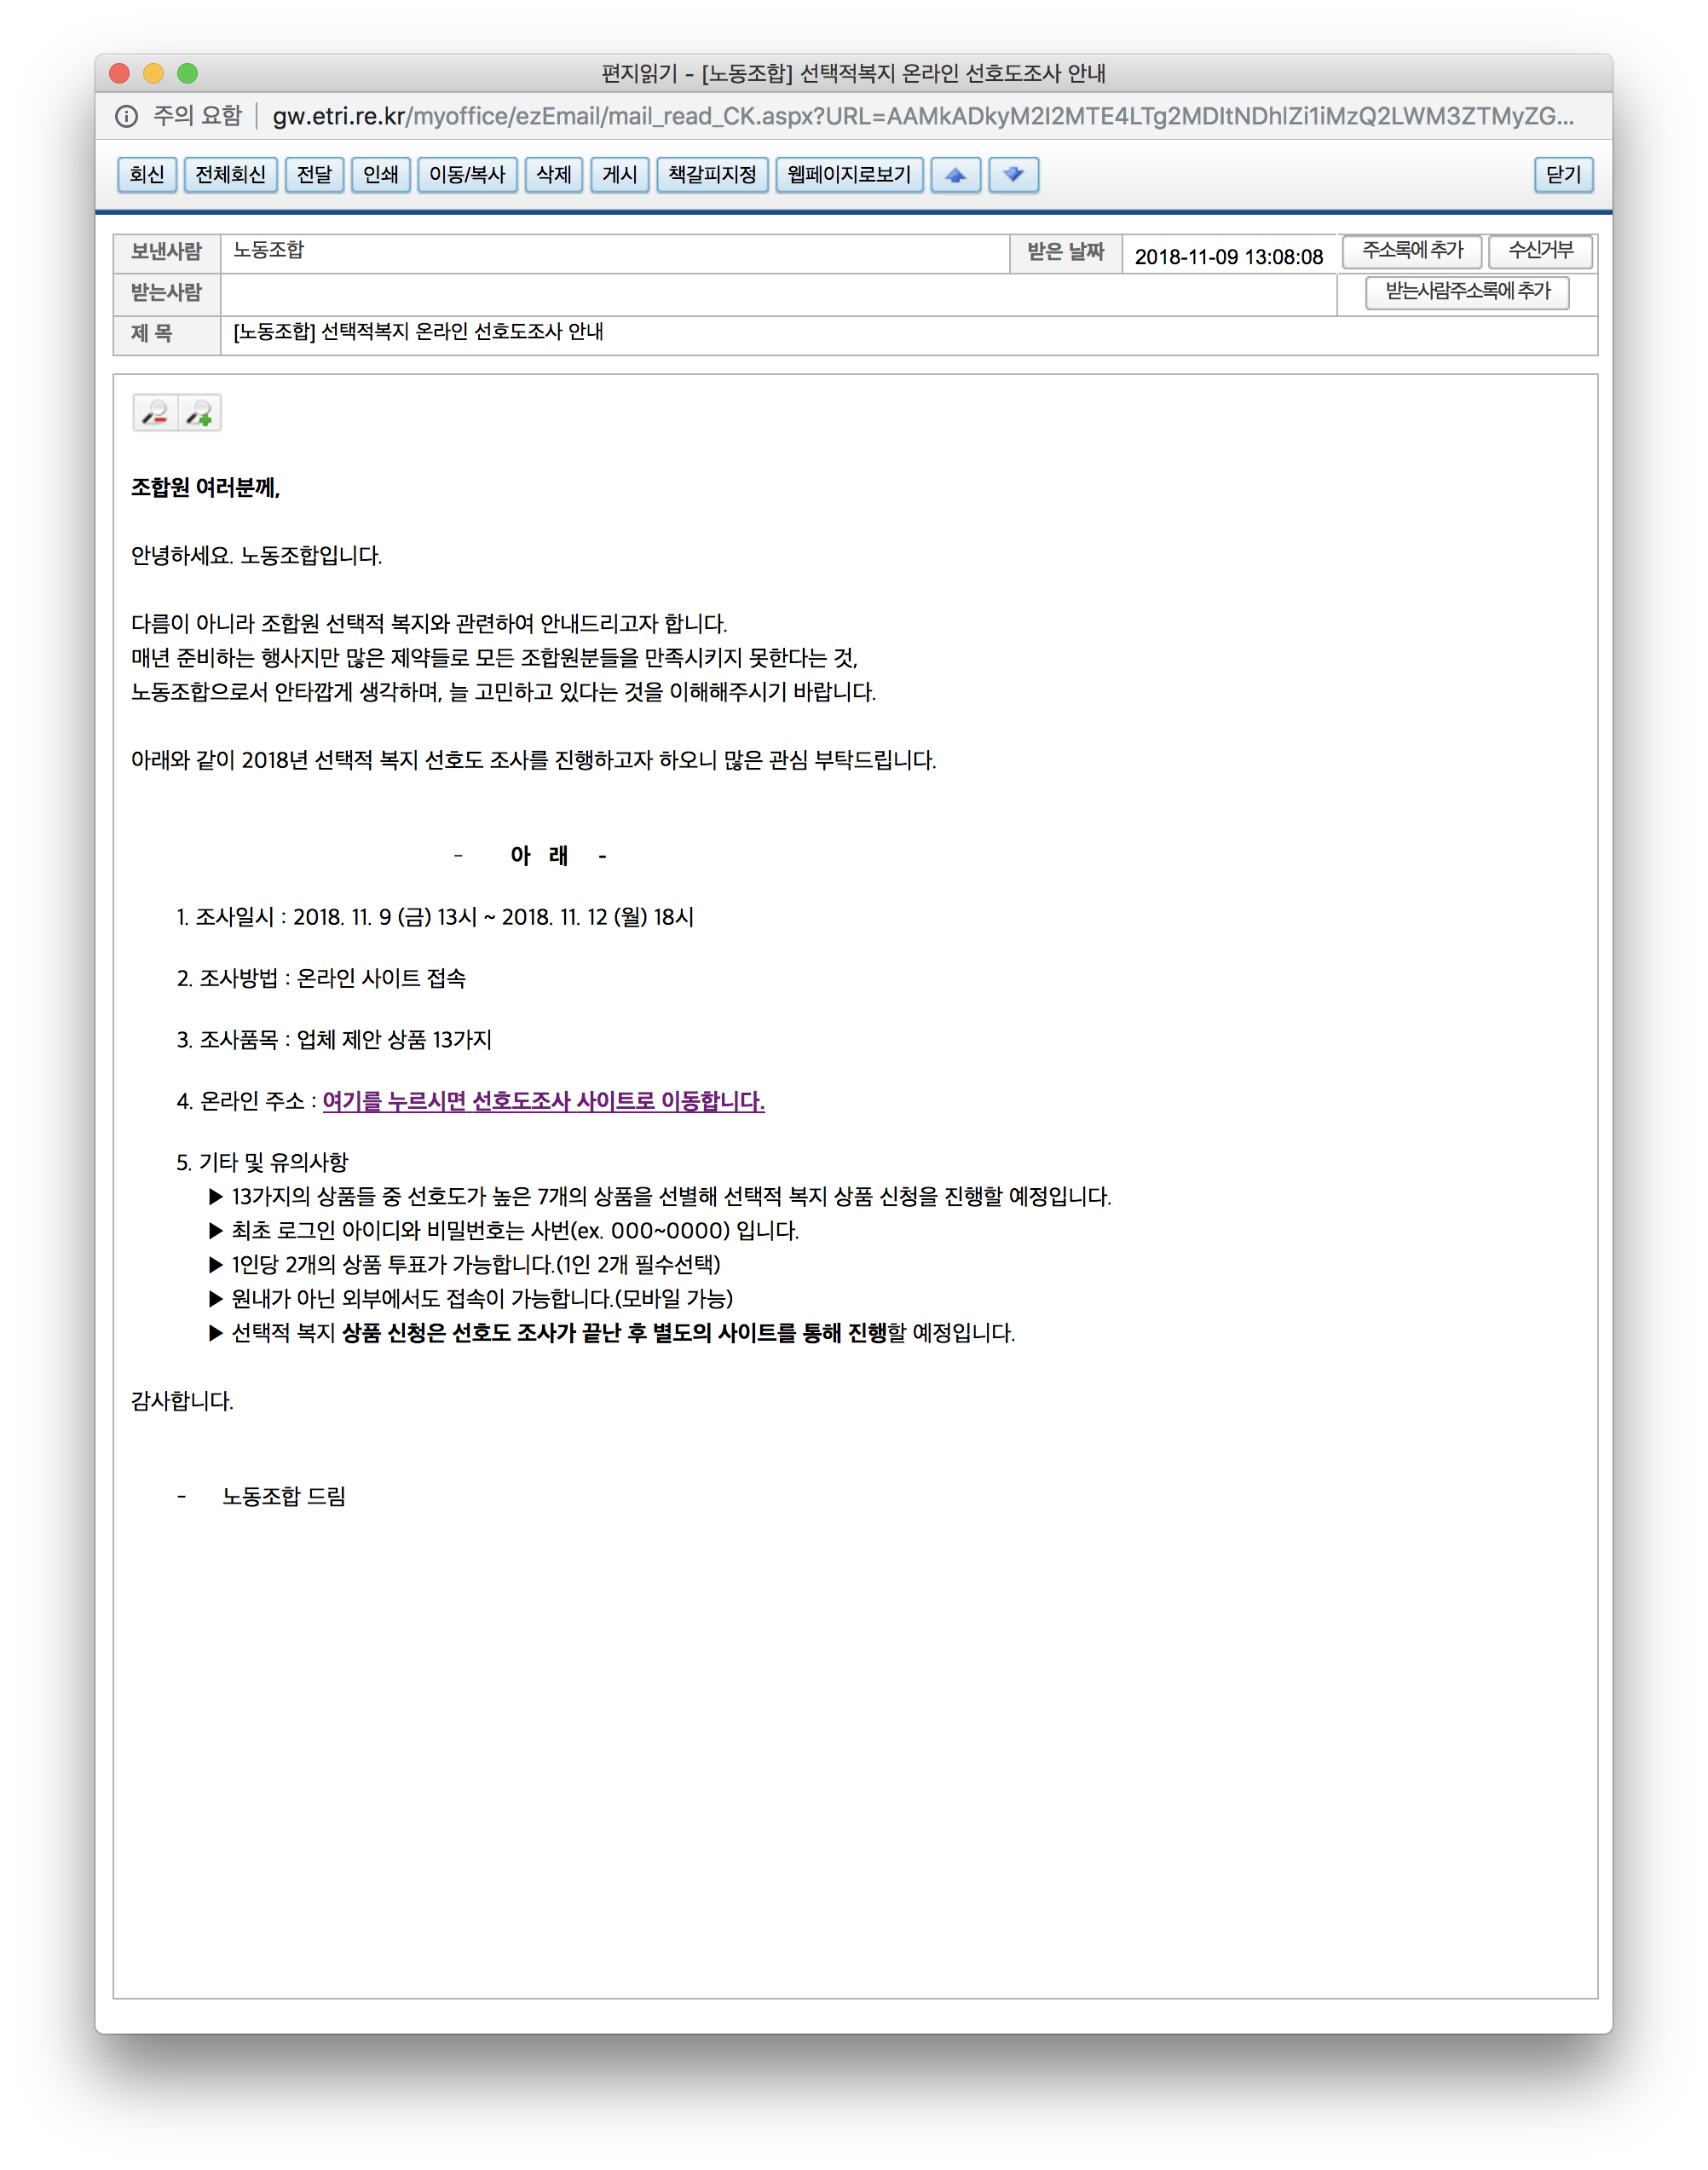 편지읽기 - [노동조합] 선택적복지 온라인 선호도조사 안내
주의 요함 gw.etri.re.kr/myoffice/ezEmail/mail_read_CK.aspx?URL=AAMkADkyM2I2MTE4LTg2MDItNDhlZi1iMzQ2LWM3ZTMyZG...
회신 전체회신 전달 인쇄 이동/복사 삭제 게시 책갈피지정 웹페이지로보기 닫기
보낸사람 노동조합 받은 날짜 2018-11-09 13:08:08 주소록에 추가 수신거부
받는사람 받는사람주소록에 추가
제 목 [노동조합] 선택적복지 온라인 선호도조사 안내
조합원 여러분께,
안녕하세요. 노동조합입니다.
다름이 아니라 조합원 선택적 복지와 관련하여 안내드리고자 합니다.
매년 준비하는 행사지만 많은 제약들로 모든 조합원분들을 만족시키지 못한다는 것,
노동조합으로서 안타깝게 생각하며, 늘 고민하고 있다는 것을 이해해주시기 바랍니다.
아래와 같이 2018년 선택적 복지 선호도 조사를 진행하고자 하오니 많은 관심 부탁드립니다.
- 아 래 -
1. 조사일시 : 2018. 11. 9 (금) 13시 ~ 2018. 11. 12 (월) 18시
2. 조사방법 : 온라인 사이트 접속
3. 조사품목 : 업체 제안 상품 13가지
4. 온라인 주소 : 여기를 누르시면 선호도조사 사이트로 이동합니다.
5. 기타 및 유의사항
▶ 13가지의 상품들 중 선호도가 높은 7개의 상품을 선별해 선택적 복지 상품 신청을 진행할 예정입니다.
▶ 최초 로그인 아이디와 비밀번호는 사번(ex. 000~0000) 입니다.
▶ 1인당 2개의 상품 투표가 가능합니다.(1인 2개 필수선택)
▶ 원내가 아닌 외부에서도 접속이 가능합니다.(모바일 가능)
▶ 선택적 복지 상품 신청은 선호도 조사가 끝난 후 별도의 사이트를 통해 진행할 예정입니다.
감사합니다.
- 노동조합 드림